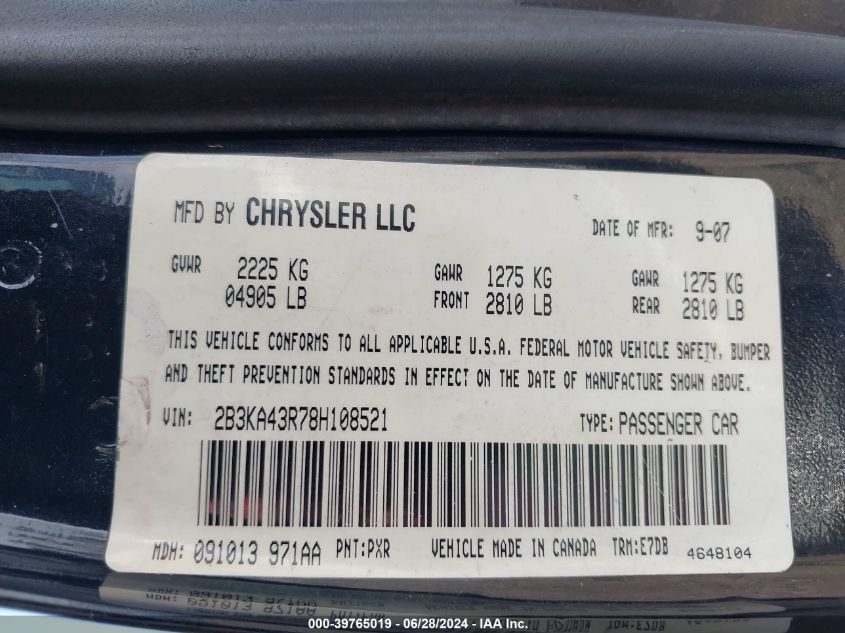 MFD BY CHRYSLER LLC DATE OF MFR: 9-07
GVWR 2225 KG GAWR 1275 KG GAWR 1275 KG
04905 LB FRONT 2810 LB REAR 2810 LB
THIS VEHICLE CONFORMS TO ALL APPLICABLE U.S.A. FEDERAL MOTOR VEHICLE SAFETY, BUMPER
AND THEFT PREVENTION STANDARDS IN EFFECT ON THE DATE OF MANUFACTURE SHOWN ABOVE.
VIN: 2B3KA43R78H108521 TYPE: PASSENGER CAR
MDH: 091013 971AA PNT:PXR VEHICLE MADE IN CANADA TRM:E7DB 4648104
000-39765019 - 06/28/2024 - IAA Inc.